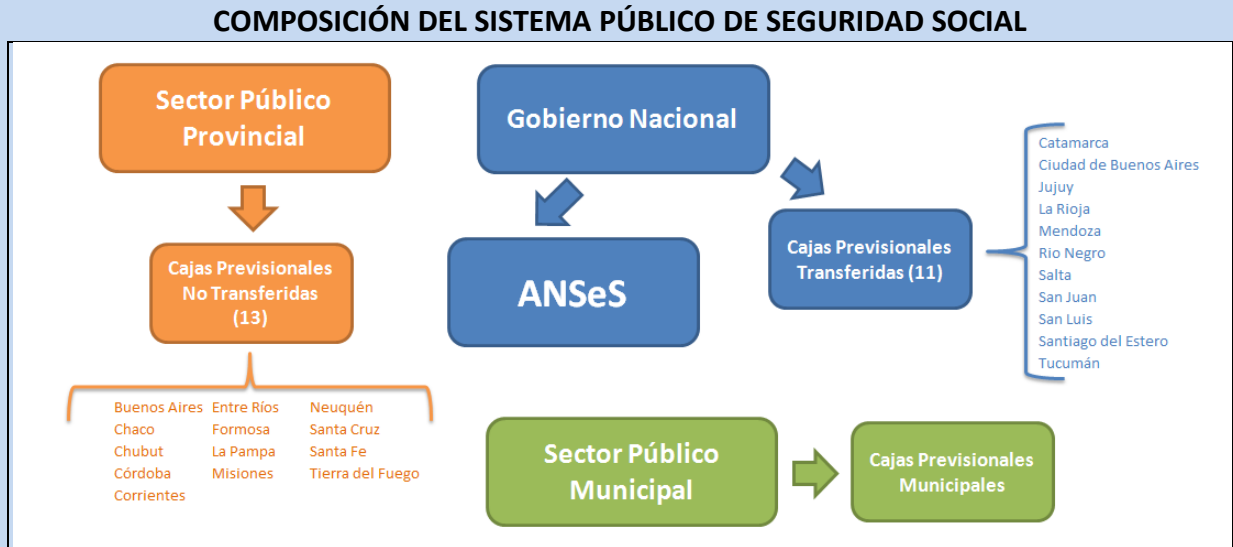 COMPOSICIÓN DEL SISTEMA PÚBLICO DE SEGURIDAD SOCIAL
Sector Público
Provincial
Cajas Previsionales
No Transferidas
(13)
Buenos Aires Entre Ríos Neuquén
Chaco Formosa Santa Cruz
Chubut La Pampa Santa Fe
Córdoba Misiones Tierra del Fuego
Corrientes
Gobierno Nacional
ANSeS
Cajas Previsionales
Transferidas (11)
Catamarca
Ciudad de Buenos Aires
Jujuy
La Rioja
Mendoza
Rio Negro
Salta
San Juan
San Luis
Santiago del Estero
Tucumán
Sector Público
Municipal
Cajas Previsionales
Municipales